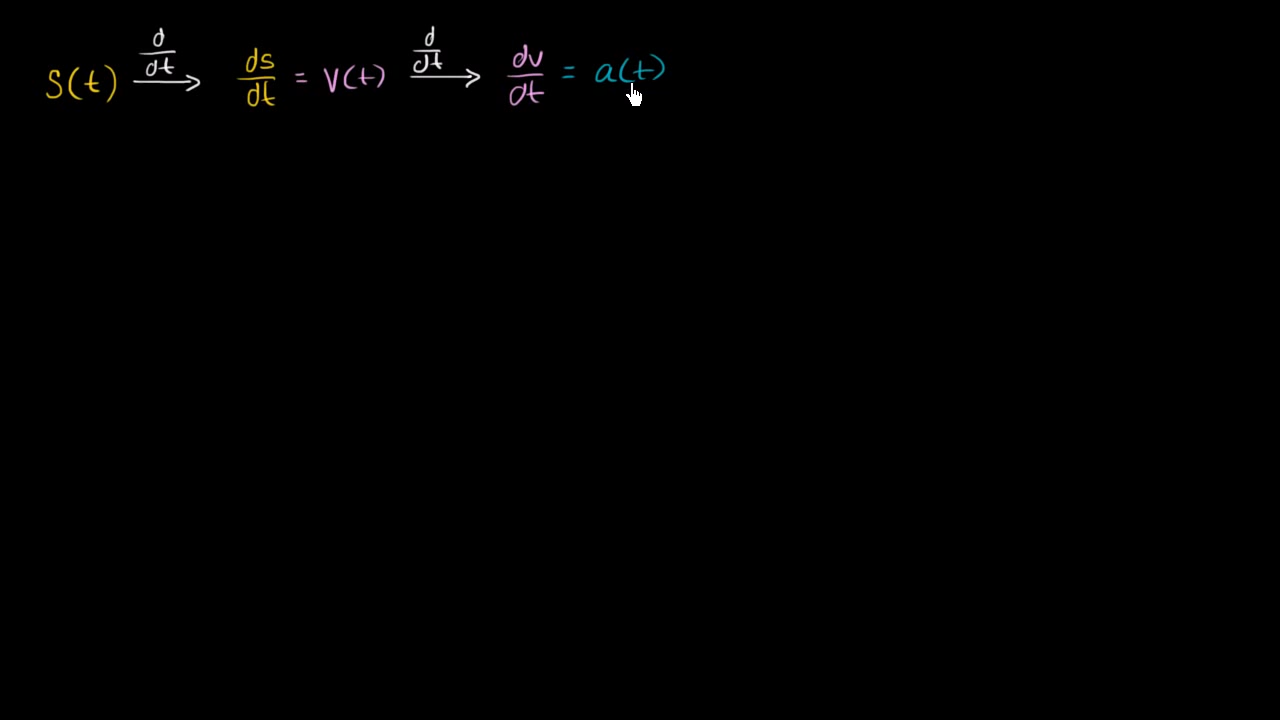 S(t) d/dt → ds/dt = v(t) d/dt → dv/dt = a(t)